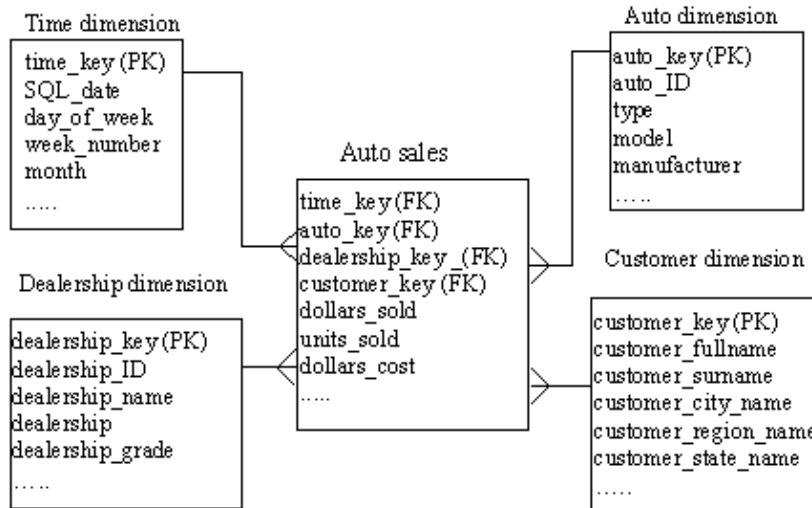 Time dimension
time_key(PK)
SQL_date
day_of_week
week_number
month
.....
Auto dimension
auto_key(PK)
auto_ID
type
model
manufacturer
.....
Auto sales
time_key(FK)
auto_key(FK)
dealership_key_(FK)
customer_key(FK)
dollars_sold
units_sold
dollars_cost
.....
Dealership dimension
dealership_key(PK)
dealership_ID
dealership_name
dealership
dealership_grade
.....
Customer dimension
customer_key(PK)
customer_fullname
customer_surname
customer_city_name
customer_region_name
customer_state_name
.....